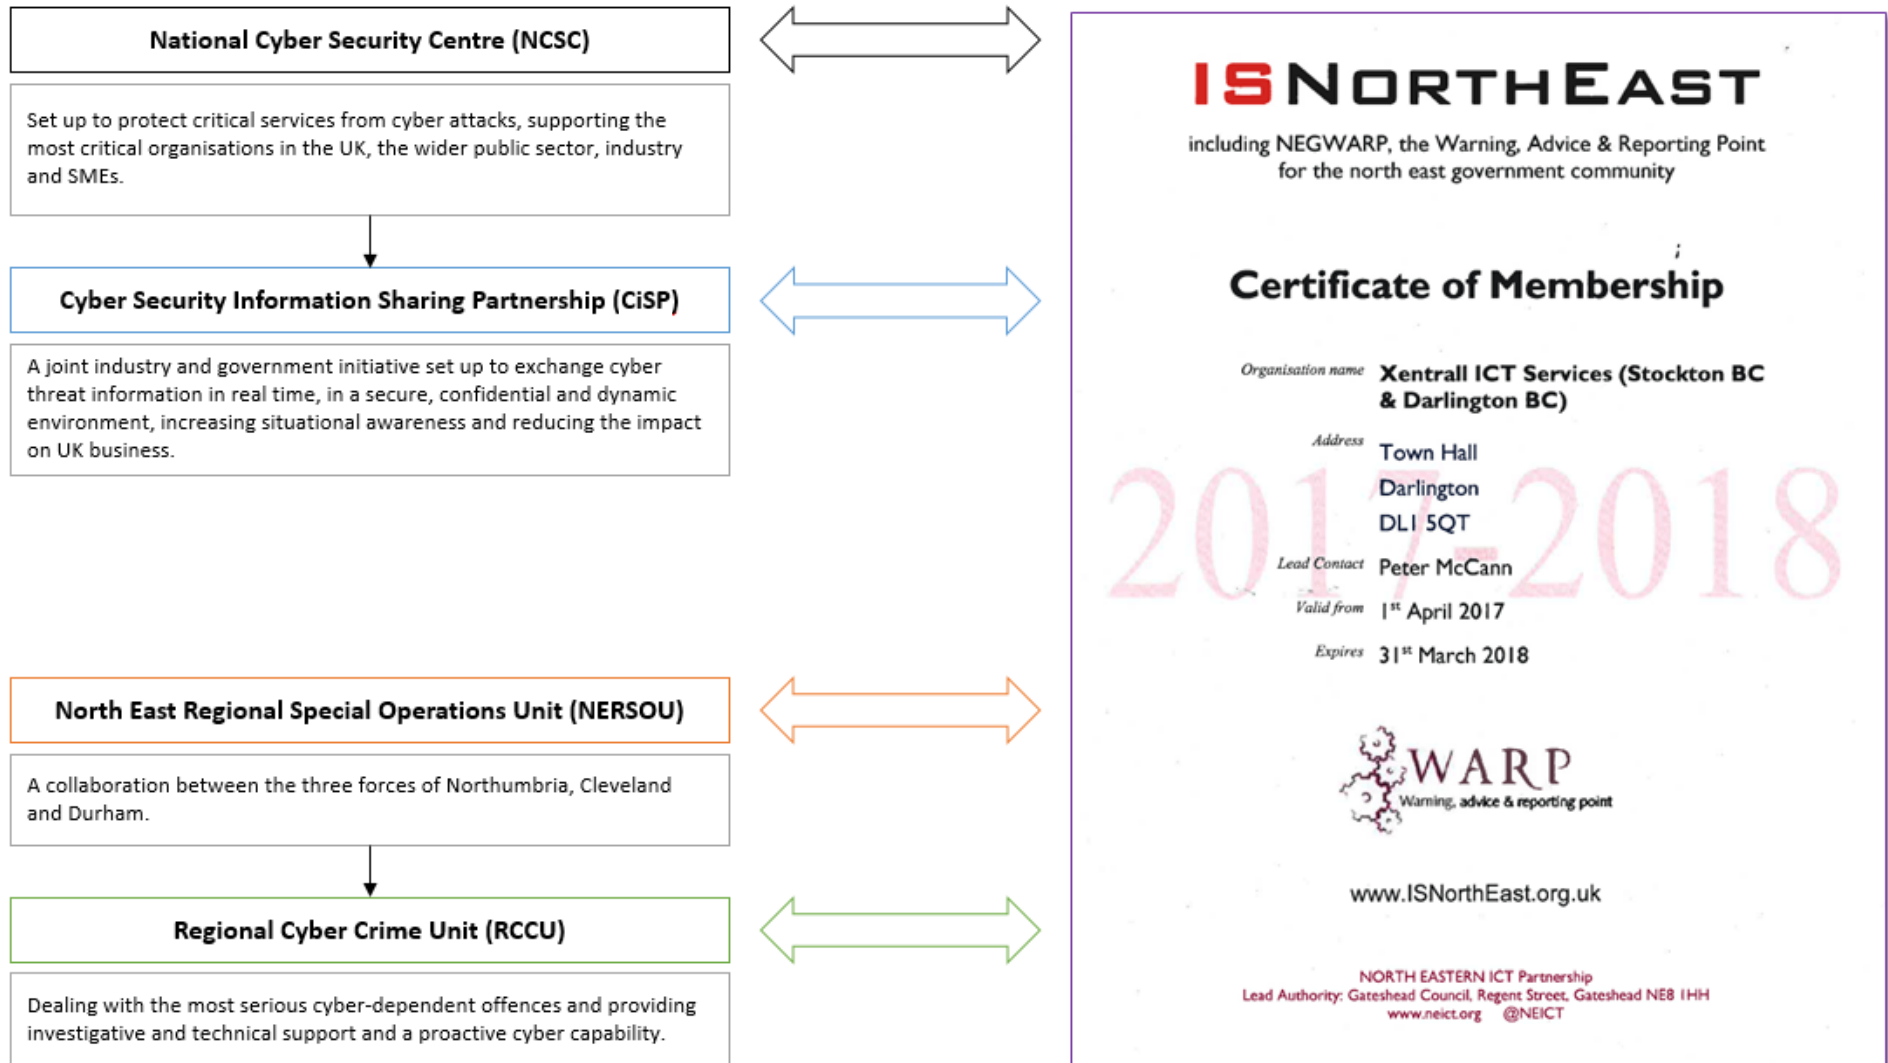 National Cyber Security Centre (NCSC)
Set up to protect critical services from cyber attacks, supporting the
most critical organisations in the UK, the wider public sector, industry
and SMEs.
Cyber Security Information Sharing Partnership (CiSP)
A joint industry and government initiative set up to exchange cyber
threat information in real time, in a secure, confidential and dynamic
environment, increasing situational awareness and reducing the impact
on UK business.
North East Regional Special Operations Unit (NERSOU)
A collaboration between the three forces of Northumbria, Cleveland
and Durham.
Regional Cyber Crime Unit (RCCU)
Dealing with the most serious cyber-dependent offences and providing
investigative and technical support and a proactive cyber capability.
ISNORTHEAST
including NEGWARP, the Warning, Advice & Reporting Point
for the north east government community
Certificate of Membership
Organisation name Xentrall ICT Services (Stockton BC
& Darlington BC)
Address Town Hall
Darlington
DL1 5QT
2017-2018
Lead Contact Peter McCann
Valid from 1st April 2017
Expires 31st March 2018
WARP
Warning, advice & reporting point
www.ISNorthEast.org.uk
NORTH EASTERN ICT Partnership
Lead Authority: Gateshead Council, Regent Street, Gateshead NE8 1HH
www.neict.org @NEICT